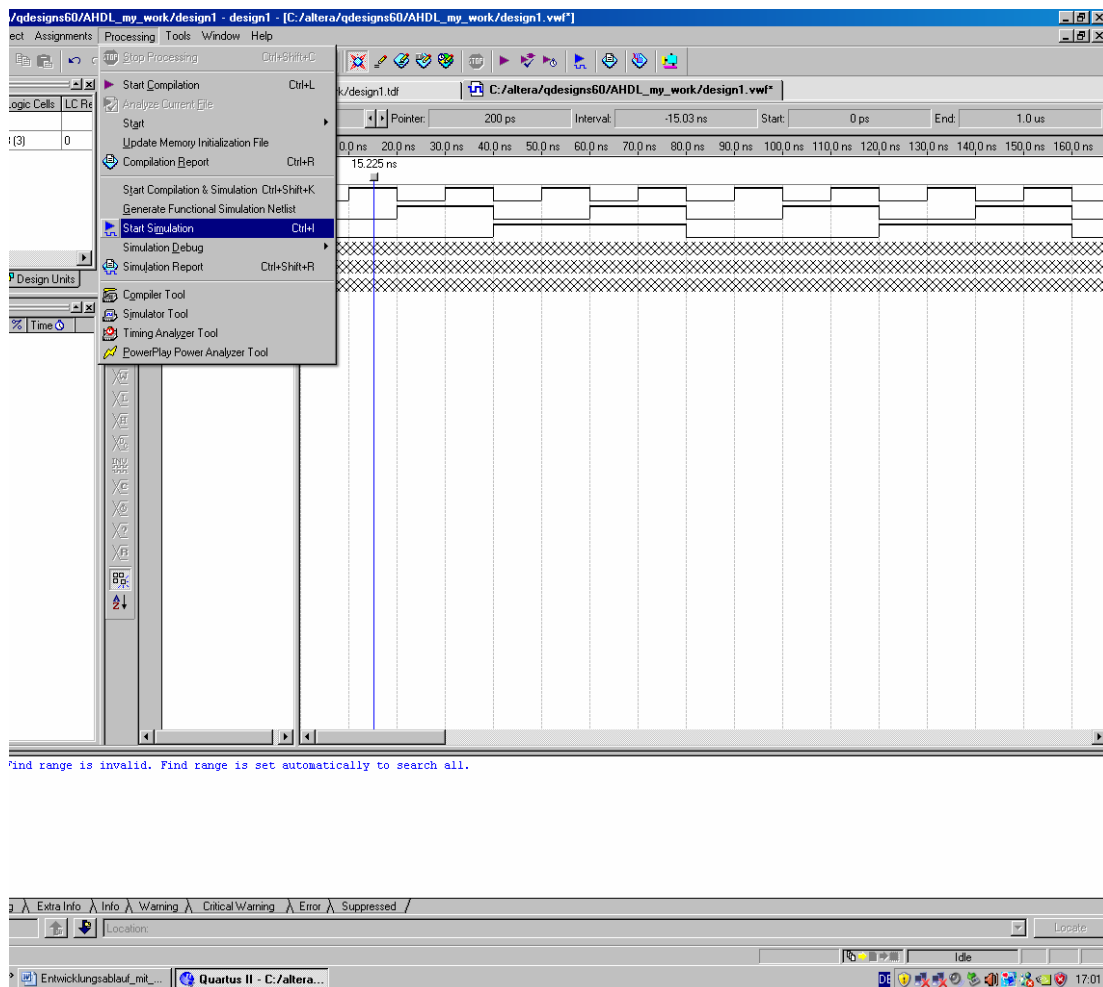 /qdesigns60/AHDL_my_work/design1 - design1 - [C:/altera/qdesigns60/AHDL_my_work/design1.vwf*]
ect Assignments Processing Tools Window Help
Stop Processing Ctrl+Shift+C
Start Compilation Ctrl+L
Analyze Current File
Start
Update Memory Initialization File
Compilation Report Ctrl+R
Start Compilation & Simulation Ctrl+Shift+K
Generate Functional Simulation Netlist
Start Simulation Ctrl+I
Simulation Debug
Simulation Report Ctrl+Shift+R
Compiler Tool
Simulator Tool
Timing Analyzer Tool
PowerPlay Power Analyzer Tool
ogic Cells LC Re
(3) 0
Design Units
% Time
k/design1.tdf C:/altera/qdesigns60/AHDL_my_work/design1.vwf*
Pointer: 200 ps Interval: -15.03 ns Start: 0 ps End: 1.0 us
0.0 ns 20.0 ns 30.0 ns 40.0 ns 50.0 ns 60.0 ns 70.0 ns 80.0 ns 90.0 ns 100.0 ns 110.0 ns 120.0 ns 130.0 ns 140.0 ns 150.0 ns 160.0 ns
15.225 ns
Find range is invalid. Find range is set automatically to search all.
g Extra Info Info Warning Critical Warning Error Suppressed
Location: Locate
Idle
Entwicklungsablauf_mit_... Quartus II - C:/altera... DE 17:01